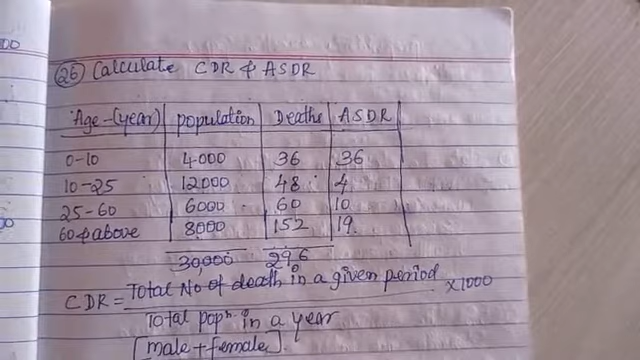 26 Calculate CDR & ASDR
Age-(year) population Deaths ASDR
0-10 4000 36 36
10-25 12000 48 4
25-60 6000 60 10
60 & above 8000 152 19.
30,000 296
CDR = Total No of death in a given period ×1000
Total popⁿ. in a year
[male + female].